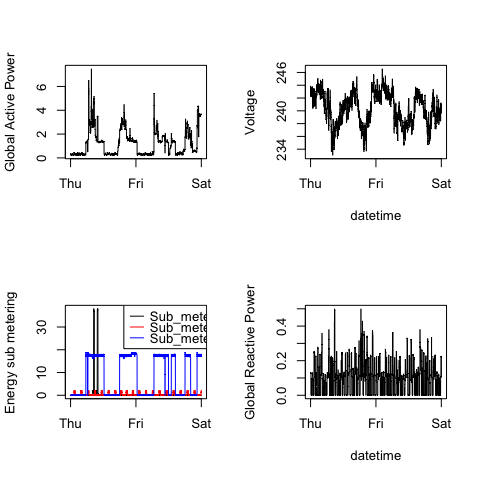 Global Active Power
0 2 4 6
Thu Fri Sat
Voltage
234 240 246
Thu Fri Sat
datetime
Energy sub metering
0 10 30
Sub_mete
Sub_mete
Sub_mete
Thu Fri Sat
Global Reactive Power
0.0 0.2 0.4
Thu Fri Sat
datetime